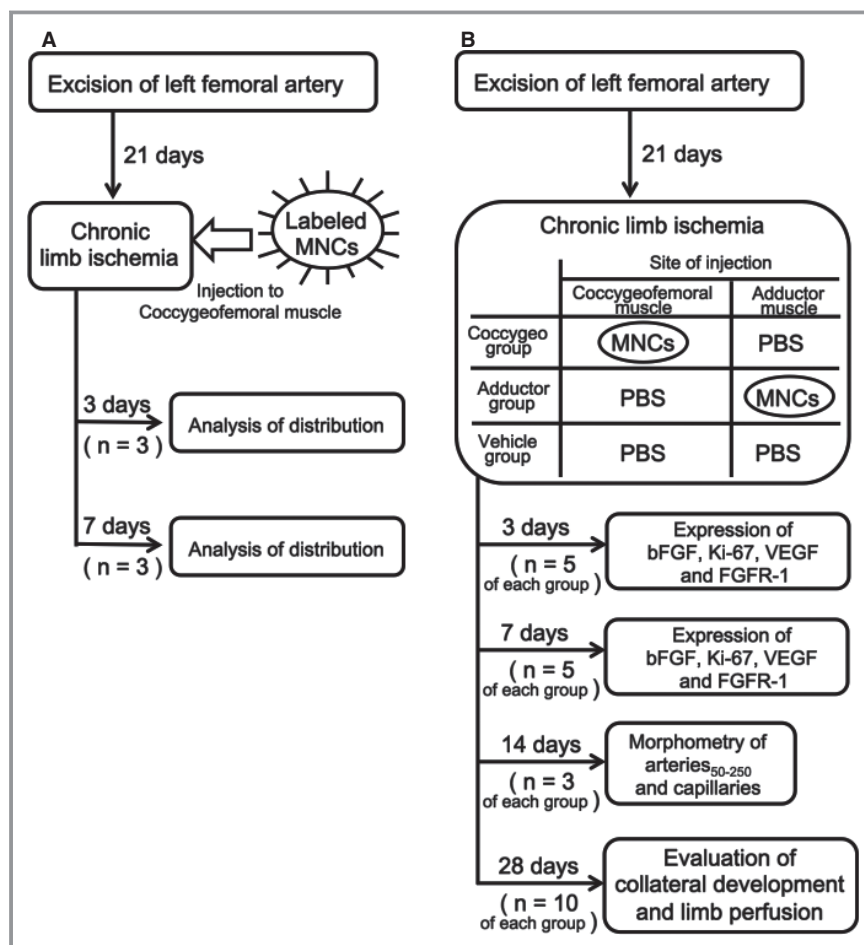 A
Excision of left femoral artery
21 days
Chronic
limb ischemia
Labeled
MNCs
Injection to
Coccygeofemoral muscle
3 days
( n = 3 )
Analysis of distribution
7 days
( n = 3 )
Analysis of distribution
B
Excision of left femoral artery
21 days
Chronic limb ischemia
Site of injection
Coccygeofemoral
muscle
Adductor
muscle
Coccygeo
group
MNCs
PBS
Adductor
group
PBS
MNCs
Vehicle
group
PBS
PBS
3 days
( n = 5
of each group )
Expression of
bFGF, Ki-67, VEGF
and FGFR-1
7 days
( n = 5
of each group )
Expression of
bFGF, Ki-67, VEGF
and FGFR-1
14 days
( n = 3
of each group )
Morphometry of
arteries50-250
and capillaries
28 days
( n = 10
of each group )
Evaluation of
collateral development
and limb perfusion